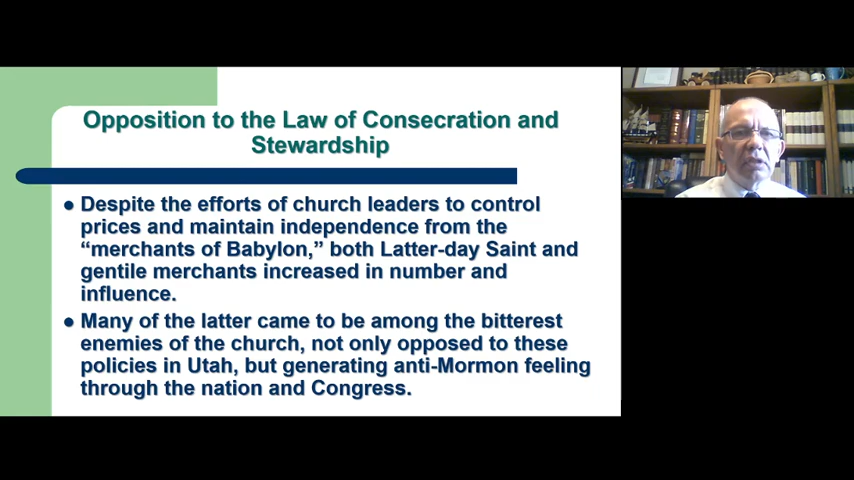 Opposition to the Law of Consecration and
Stewardship
Despite the efforts of church leaders to control
prices and maintain independence from the
“merchants of Babylon,” both Latter-day Saint and
gentile merchants increased in number and
influence.
Many of the latter came to be among the bitterest
enemies of the church, not only opposed to these
policies in Utah, but generating anti-Mormon feeling
through the nation and Congress.